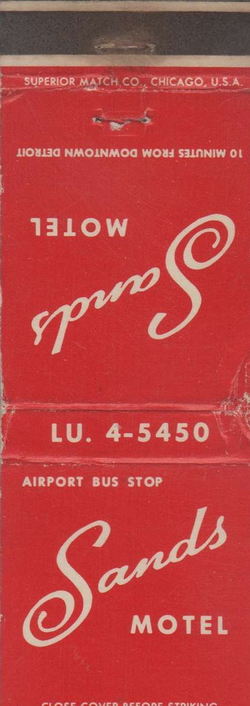 SUPERIOR MATCH CO., CHICAGO, U.S.A.
10 MINUTES FROM DOWNTOWN DETROIT
Sands
MOTEL
LU. 4-5450
AIRPORT BUS STOP
Sands
MOTEL
CLOSE COVER BEFORE STRIKING